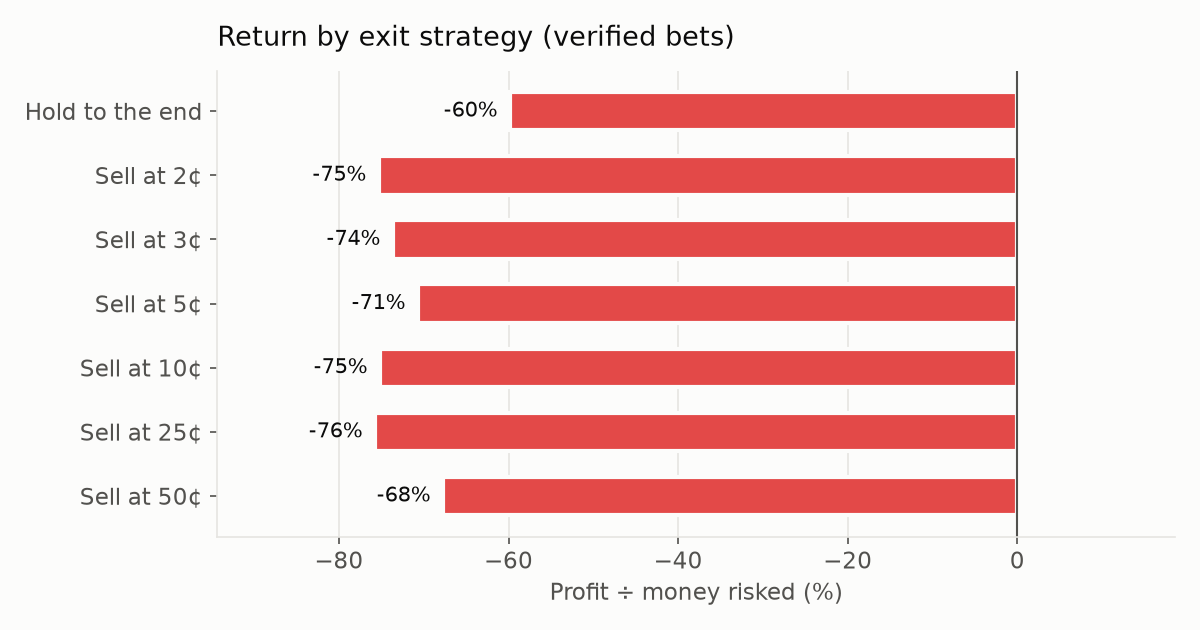 Return by exit strategy (verified bets)
Hold to the end -60%
Sell at 2¢ -75%
Sell at 3¢ -74%
Sell at 5¢ -71%
Sell at 10¢ -75%
Sell at 25¢ -76%
Sell at 50¢ -68%
−80 −60 −40 −20 0
Profit ÷ money risked (%)